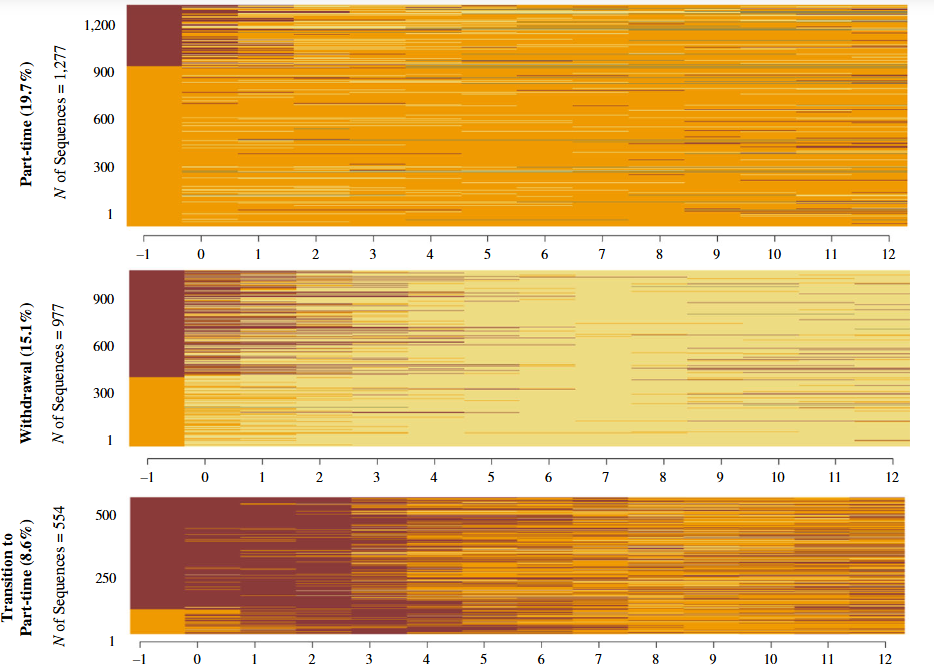 Part-time (19.7%)
N of Sequences = 1,277
1,200
900
600
300
1
–1 0 1 2 3 4 5 6 7 8 9 10 11 12
Withdrawal (15.1%)
N of Sequences = 977
900
600
300
1
–1 0 1 2 3 4 5 6 7 8 9 10 11 12
Transition to
Part-time (8.6%)
N of Sequences = 554
500
250
1
–1 0 1 2 3 4 5 6 7 8 9 10 11 12